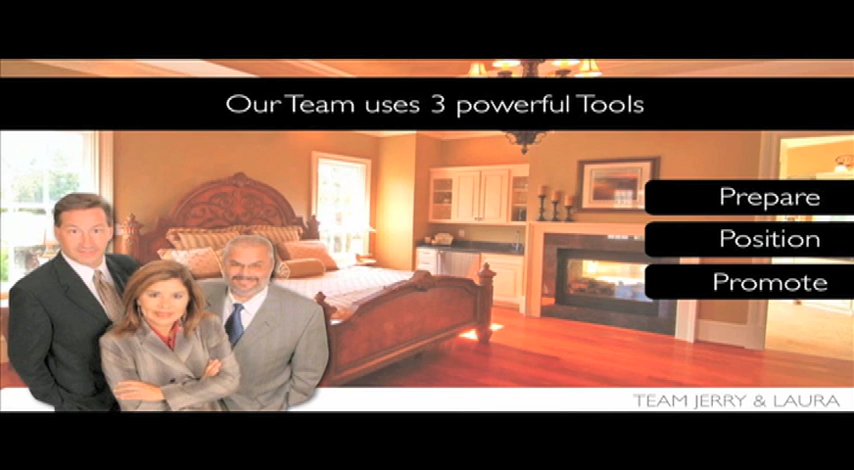 Our Team uses 3 powerful Tools
Prepare
Position
Promote
TEAM JERRY & LAURA